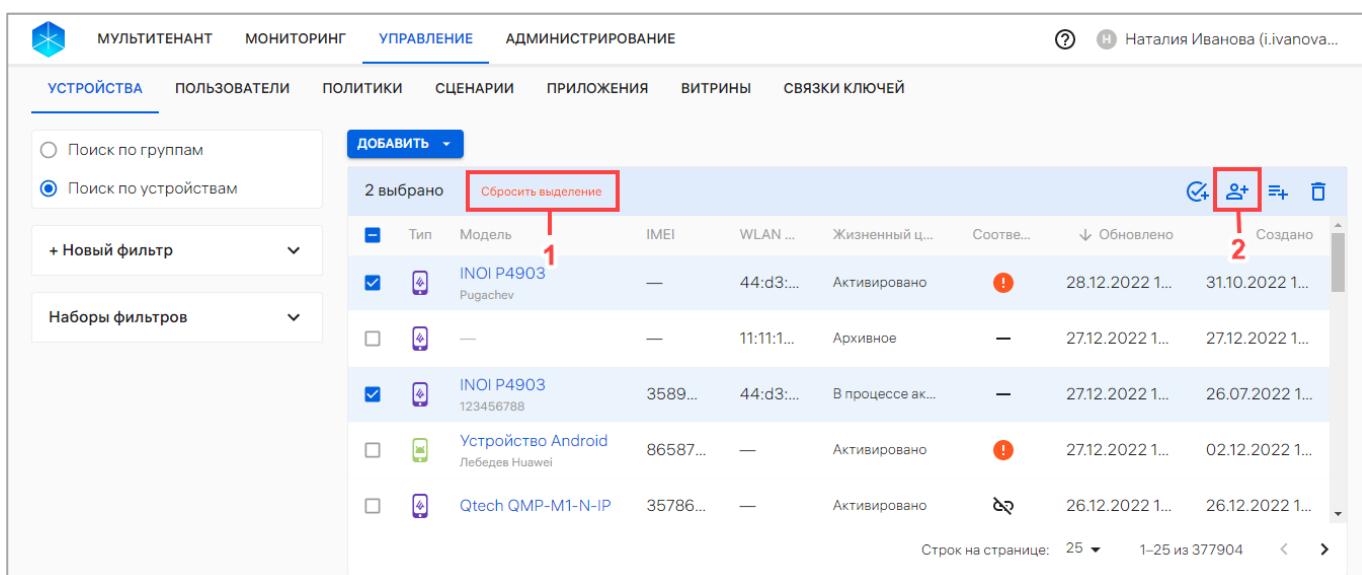 МУЛЬТИТЕНАНТ МОНИТОРИНГ УПРАВЛЕНИЕ АДМИНИСТРИРОВАНИЕ ? Н Наталия Иванова (i.ivanova...
УСТРОЙСТВА ПОЛЬЗОВАТЕЛИ ПОЛИТИКИ СЦЕНАРИИ ПРИЛОЖЕНИЯ ВИТРИНЫ СВЯЗКИ КЛЮЧЕЙ
Поиск по группам
Поиск по устройствам
+ Новый фильтр
Наборы фильтров
ДОБАВИТЬ
2 выбрано Сбросить выделение
1
2
Тип Модель IMEI WLAN ... Жизненный ц... Соотве... Обновлено Создано
INOI P4903 — 44:d3:... Активировано ! 28.12.2022 1... 31.10.2022 1...
Pugachev
— — 11:11:1... Архивное — 27.12.2022 1... 27.12.2022 1...
INOI P4903 3589... 44:d3:... В процессе ак... — 27.12.2022 1... 26.07.2022 1...
123456788
Устройство Android 86587... — Активировано ! 27.12.2022 1... 02.12.2022 1...
Лебедев Huawei
Qtech QMP-M1-N-IP 35786... — Активировано 26.12.2022 1... 26.12.2022 1...
Строк на странице: 25 1–25 из 377904